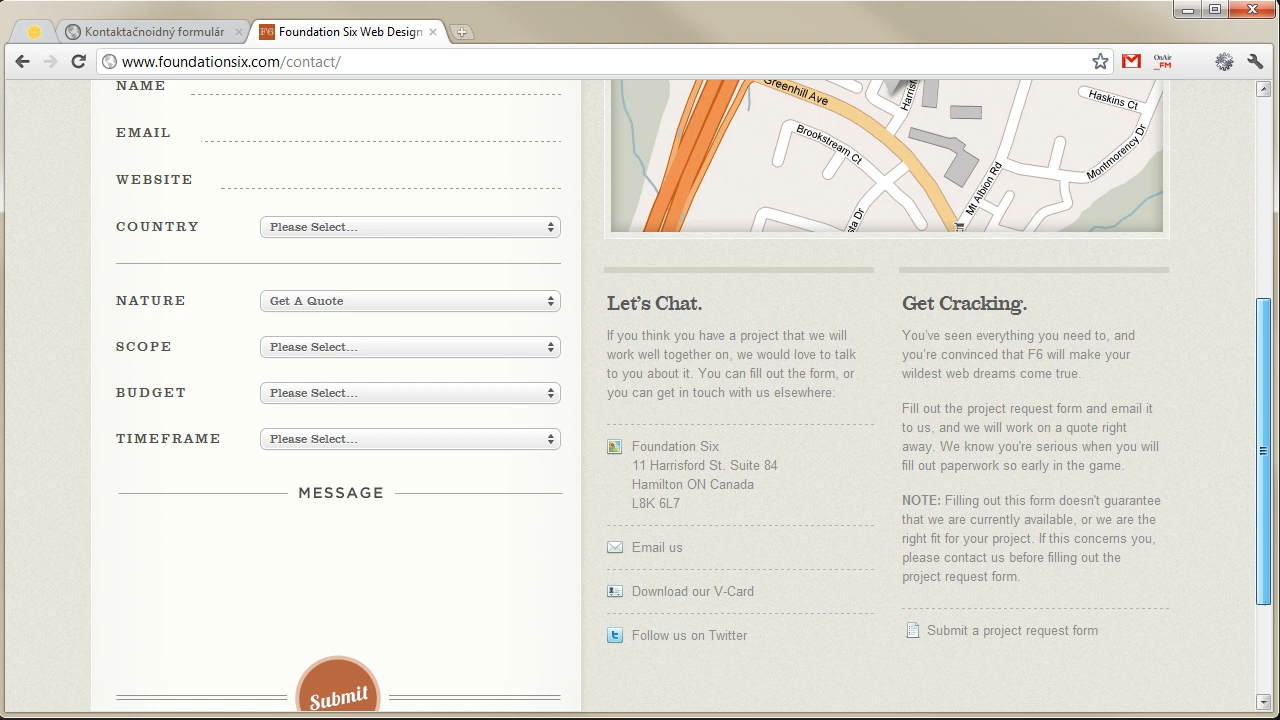 Kontaktačnoidný formulár
F6 Foundation Six Web Design
www.foundationsix.com/contact/
OnAir
_FM
NAME
EMAIL
WEBSITE
COUNTRY
Please Select...
NATURE
Get A Quote
SCOPE
Please Select...
BUDGET
Please Select...
TIMEFRAME
Please Select...
MESSAGE
Submit
Greenhill Ave
Harrisf
Haskins Ct
Brookstream Ct
Montmorency Dr
Mt Albion Rd
sta Dr
Let's Chat.
If you think you have a project that we will
work well together on, we would love to talk
to you about it. You can fill out the form, or
you can get in touch with us elsewhere:
Foundation Six
11 Harrisford St. Suite 84
Hamilton ON Canada
L8K 6L7
Email us
Download our V-Card
Follow us on Twitter
Get Cracking.
You've seen everything you need to, and
you're convinced that F6 will make your
wildest web dreams come true.
Fill out the project request form and email it
to us, and we will work on a quote right
away. We know you're serious when you will
fill out paperwork so early in the game.
NOTE: Filling out this form doesn't guarantee
that we are currently available, or we are the
right fit for your project. If this concerns you,
please contact us before filling out the
project request form.
Submit a project request form